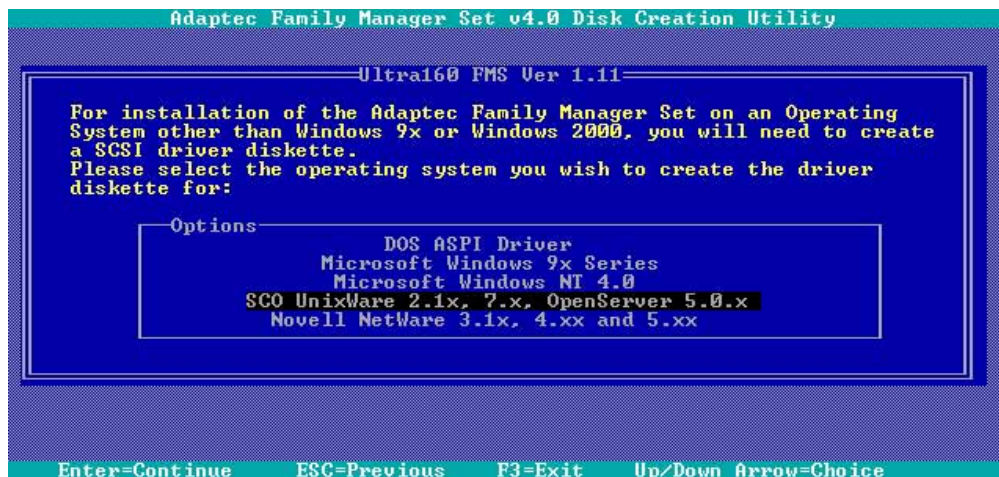 Adaptec Family Manager Set v4.0 Disk Creation Utility
Ultra160 FMS Ver 1.11
For installation of the Adaptec Family Manager Set on an Operating
System other than Windows 9x or Windows 2000, you will need to create
a SCSI driver diskette.
Please select the operating system you wish to create the driver
diskette for:
Options
DOS ASPI Driver
Microsoft Windows 9x Series
Microsoft Windows NT 4.0
SCO UnixWare 2.1x, 7.x, OpenServer 5.0.x
Novell NetWare 3.1x, 4.xx and 5.xx
Enter=Continue ESC=Previous F3=Exit Up/Down Arrow=Choice